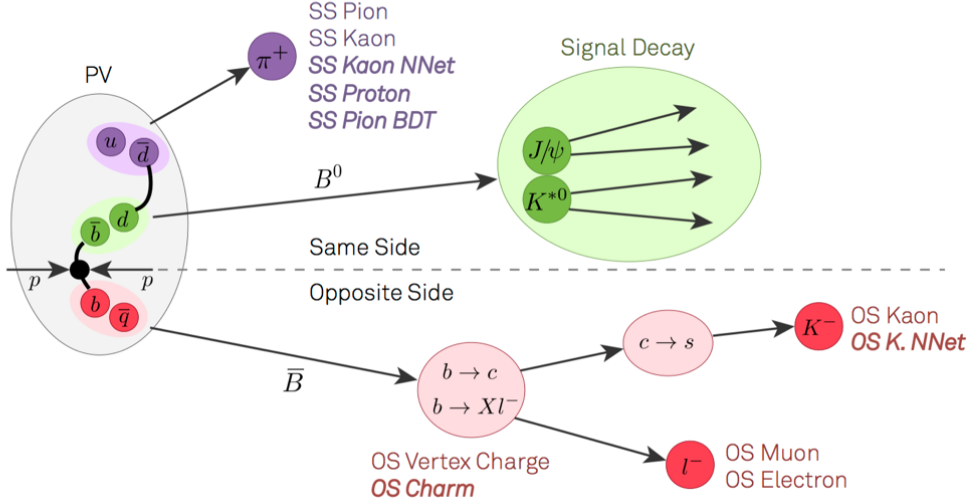 SS Pion
SS Kaon
SS Kaon NNet
SS Proton
SS Pion BDT
π⁺
Signal Decay
PV
u
d̅
J/ψ
K*⁰
B⁰
d
b̅
Same Side
p
p
Opposite Side
b
q̅
B̅
c → s
K⁻
OS Kaon
OS K. NNet
b → c
b → Xl⁻
OS Vertex Charge
OS Charm
l⁻
OS Muon
OS Electron